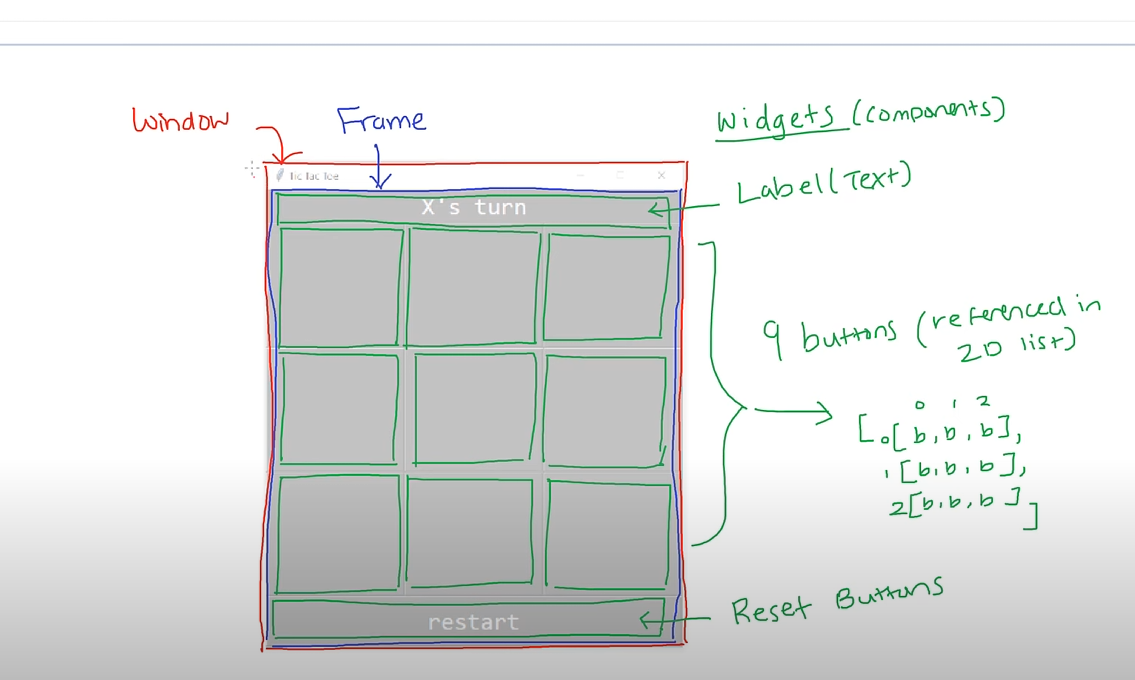 Window
Frame
Widgets (components)
Tic Tac Toe
X's turn
Label (Text)
9 buttons (referenced in
2D list)
0 1 2
[ 0[ b, b, b],
1 [b, b, b],
2[b, b, b ]
]
restart
Reset Buttons